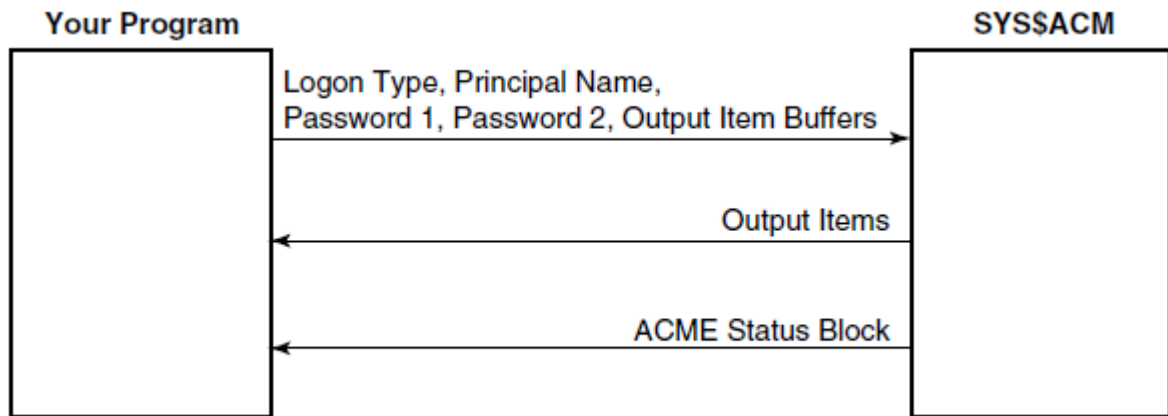 Your Program
SYS$ACM
Logon Type, Principal Name,
Password 1, Password 2, Output Item Buffers
Output Items
ACME Status Block